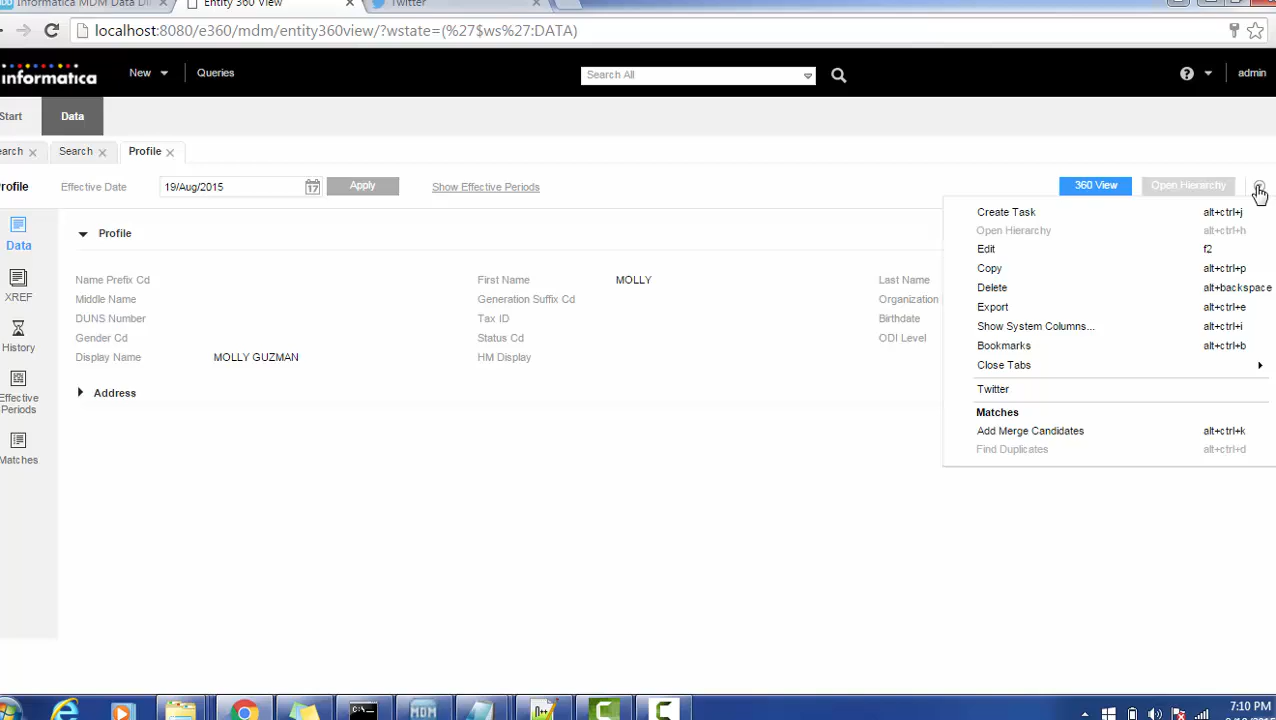 Informatica MDM Data Di
Entity 360 View
Twitter
localhost:8080/e360/mdm/entity360view/?wstate=(%27$ws%27:DATA)
informatica
New
Queries
Search All
?
admin
Start
Data
earch
Search
Profile
rofile
Effective Date
19/Aug/2015
17
Apply
Show Effective Periods
360 View
Open Hierarchy
Data
XREF
History
Effective
Periods
Matches
Profile
Name Prefix Cd
First Name
MOLLY
Last Name
Middle Name
Generation Suffix Cd
Organization
DUNS Number
Tax ID
Birthdate
Gender Cd
Status Cd
ODI Level
Display Name
MOLLY GUZMAN
HM Display
Address
Create Task alt+ctrl+j
Open Hierarchy alt+ctrl+h
Edit f2
Copy alt+ctrl+p
Delete alt+backspace
Export alt+ctrl+e
Show System Columns... alt+ctrl+i
Bookmarks alt+ctrl+b
Close Tabs
Twitter
Matches
Add Merge Candidates alt+ctrl+k
Find Duplicates alt+ctrl+d
MDM
7:10 PM